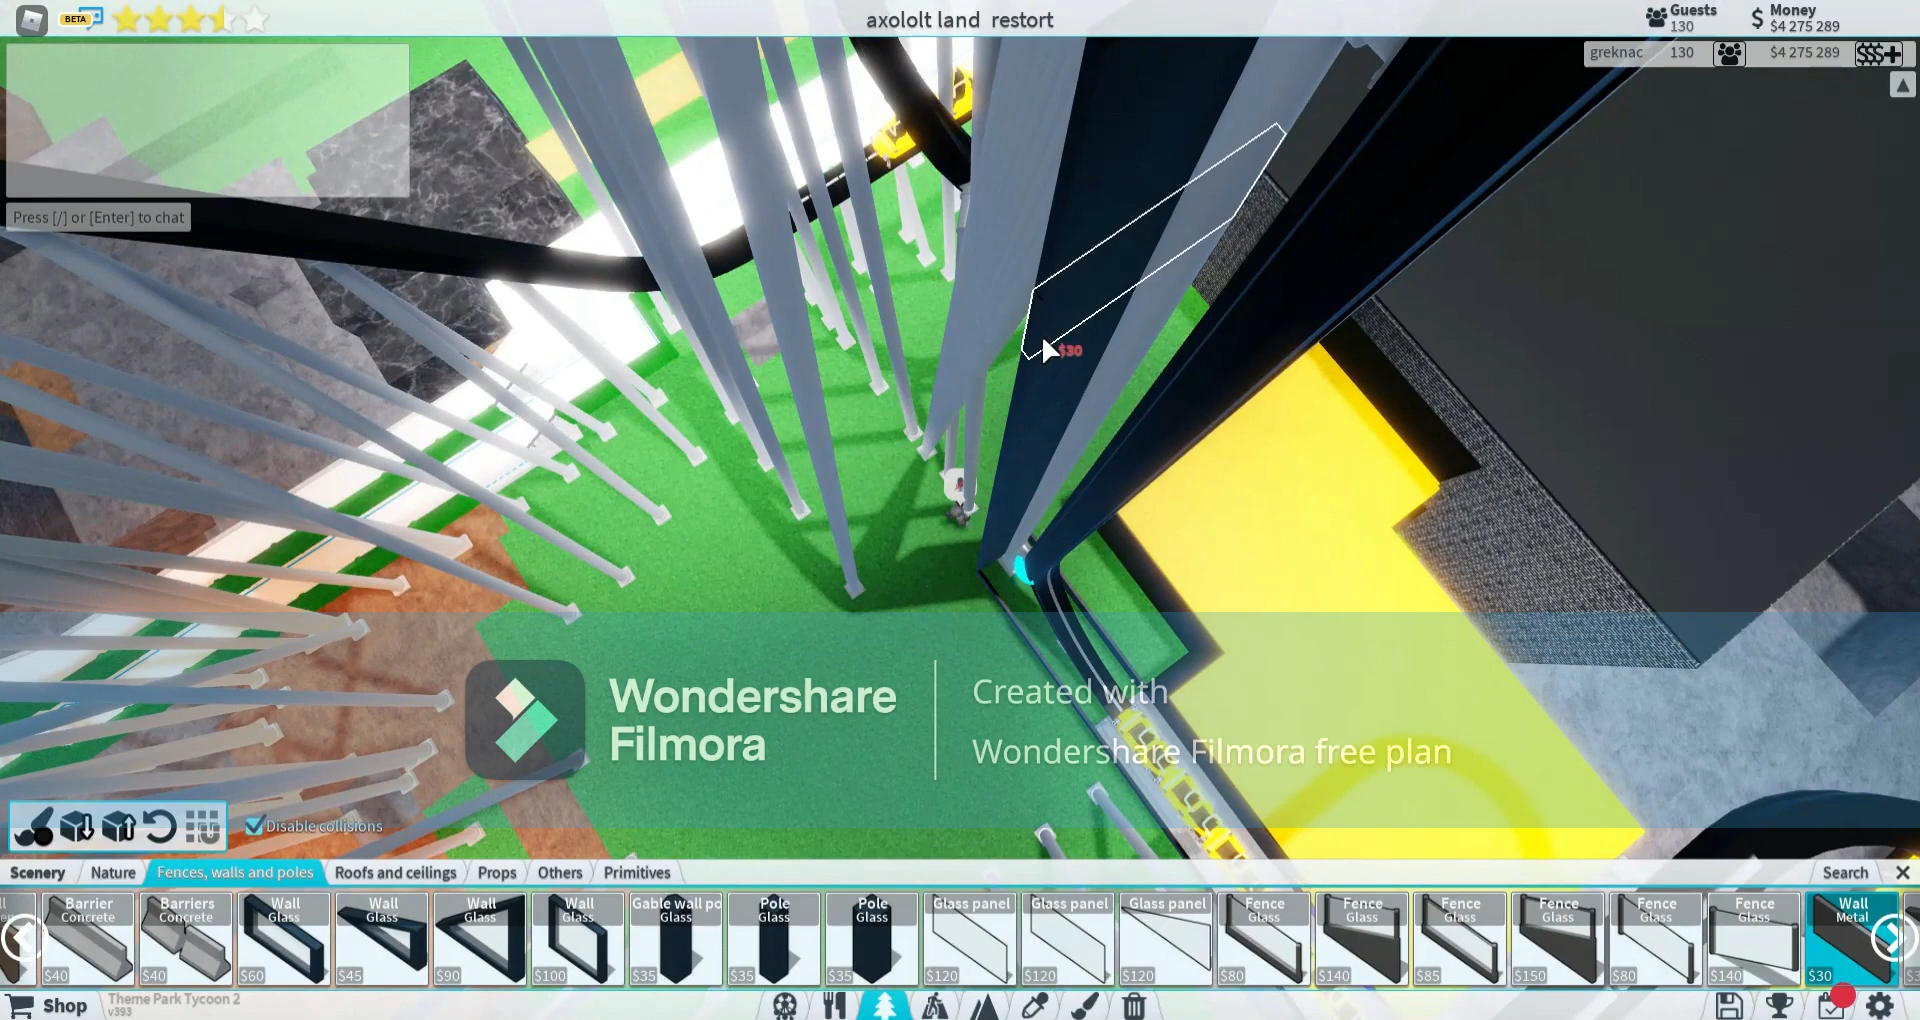 BETA
axololt land restort
Guests
130
Money
$4 275 289
greknac 130 $4 275 289 $$$+
Press [/] or [Enter] to chat
$30
Wondershare
Filmora
Created with
Wondershare Filmora free plan
Disable collisions
Scenery Nature Fences, walls and poles Roofs and ceilings Props Others Primitives Search
Barrier
Concrete
$40
Barriers
Concrete
$40
Wall
Glass
$60
Wall
Glass
$45
Wall
Glass
$90
Wall
Glass
$100
Gable wall po
Glass
$35
Pole
Glass
$35
Pole
Glass
$35
Glass panel
$120
Glass panel
$120
Glass panel
$120
Fence
Glass
$80
Fence
Glass
$140
Fence
Glass
$85
Fence
Glass
$150
Fence
Glass
$80
Fence
Glass
$140
Wall
Metal
$30
Shop
Theme Park Tycoon 2
v393